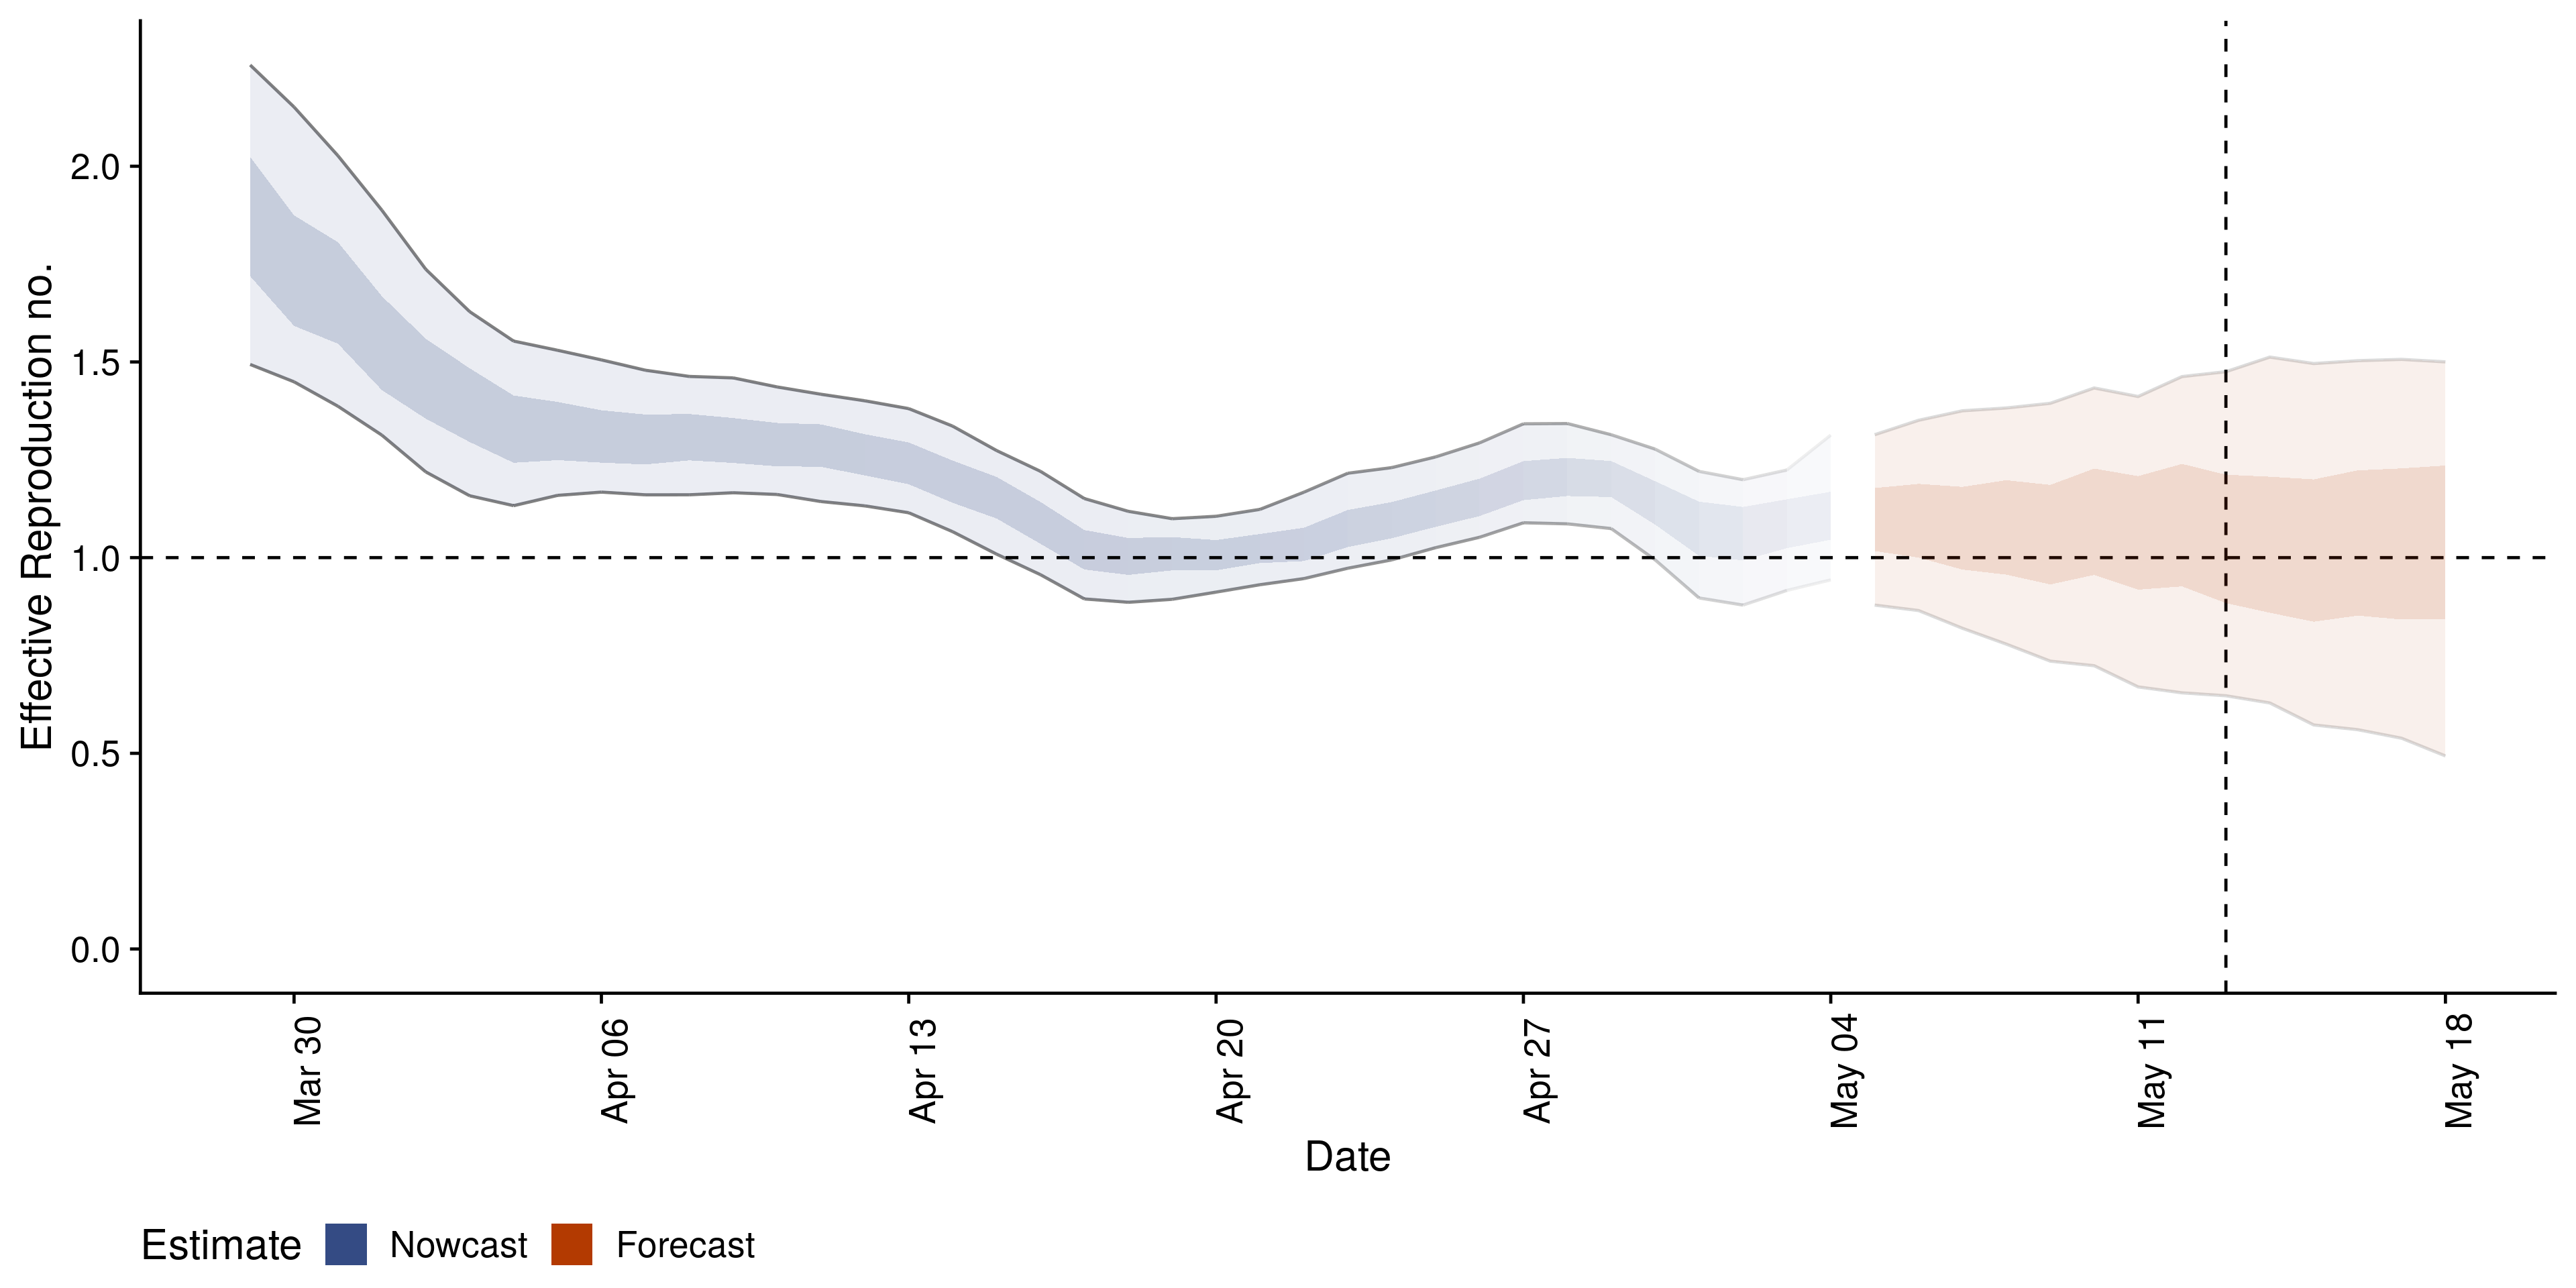 Effective Reproduction no.
2.0
1.5
1.0
0.5
0.0
Mar 30
Apr 06
Apr 13
Apr 20
Apr 27
May 04
May 11
May 18
Date
Estimate Nowcast Forecast